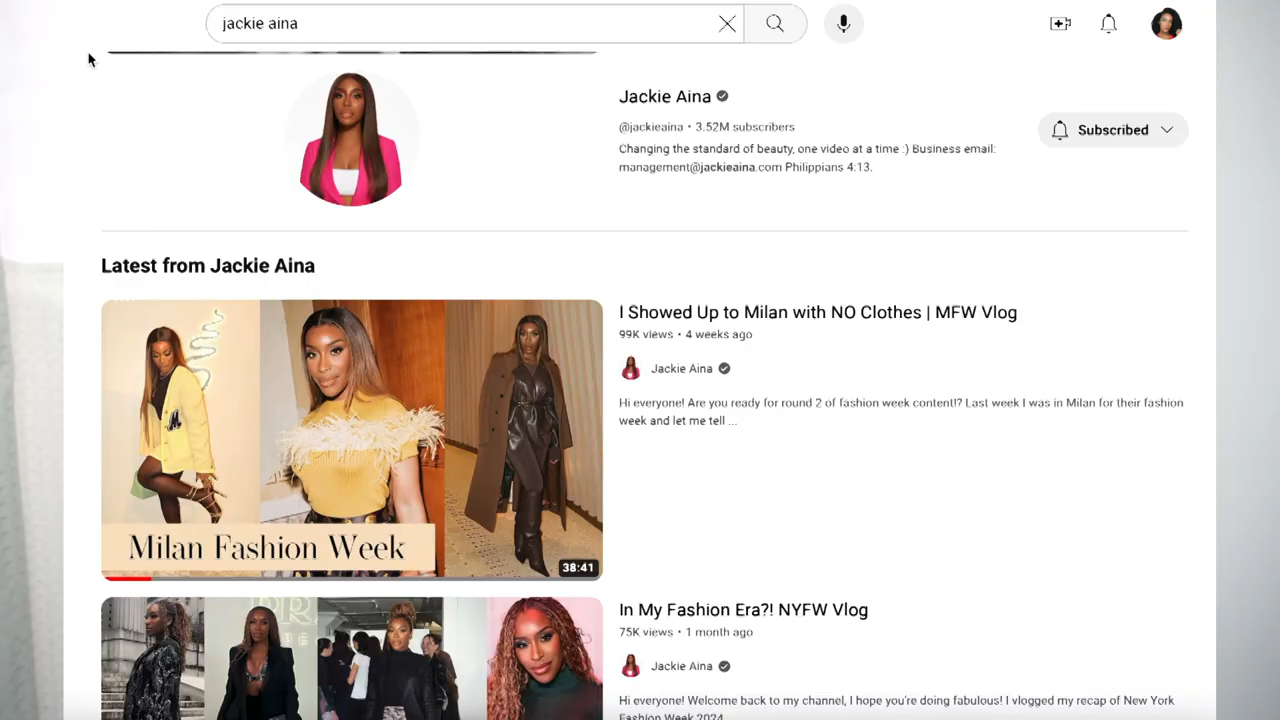 jackie aina
Jackie Aina
@jackieaina • 3.52M subscribers
Changing the standard of beauty, one video at a time :) Business email:
management@jackieaina.com Philippians 4:13.
Subscribed
Latest from Jackie Aina
Milan Fashion Week
38:41
I Showed Up to Milan with NO Clothes | MFW Vlog
99K views • 4 weeks ago
Jackie Aina
Hi everyone! Are you ready for round 2 of fashion week content!? Last week I was in Milan for their fashion
week and let me tell ...
In My Fashion Era?! NYFW Vlog
75K views • 1 month ago
Jackie Aina
Hi everyone! Welcome back to my channel, I hope you're doing fabulous! I vlogged my recap of New York
Fashion Week 2024